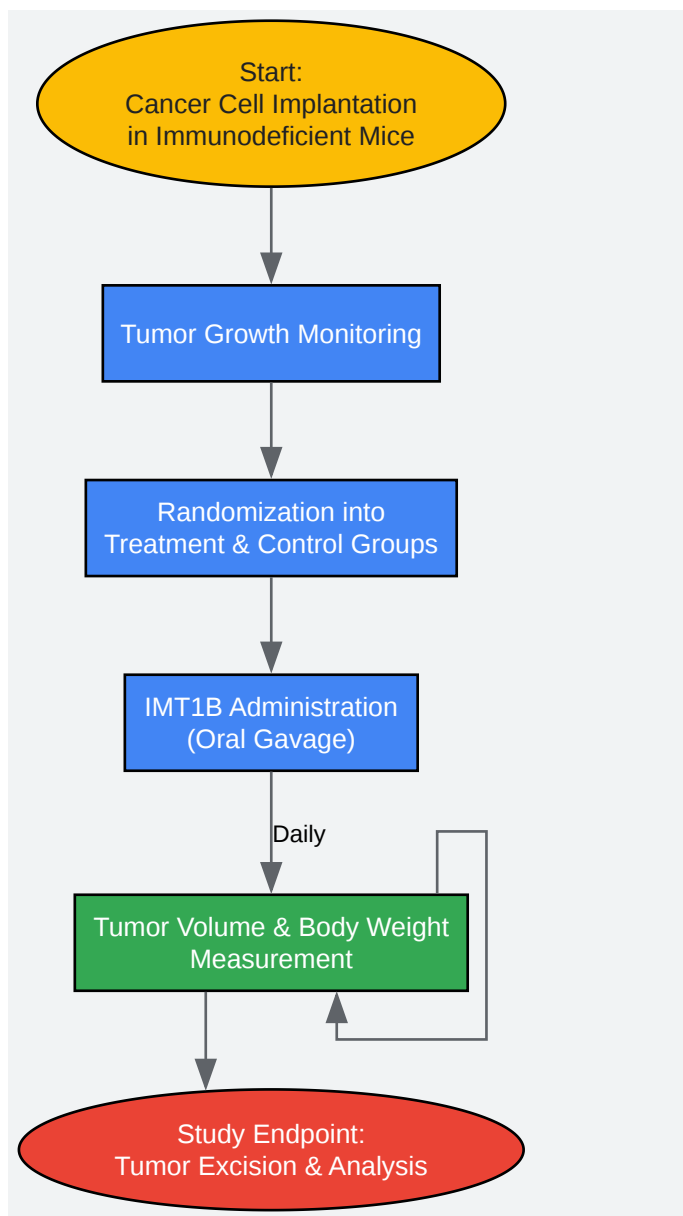 Start:
Cancer Cell Implantation
in Immunodeficient Mice
Tumor Growth Monitoring
Randomization into
Treatment & Control Groups
IMT1B Administration
(Oral Gavage)
Daily
Tumor Volume & Body Weight
Measurement
Study Endpoint:
Tumor Excision & Analysis